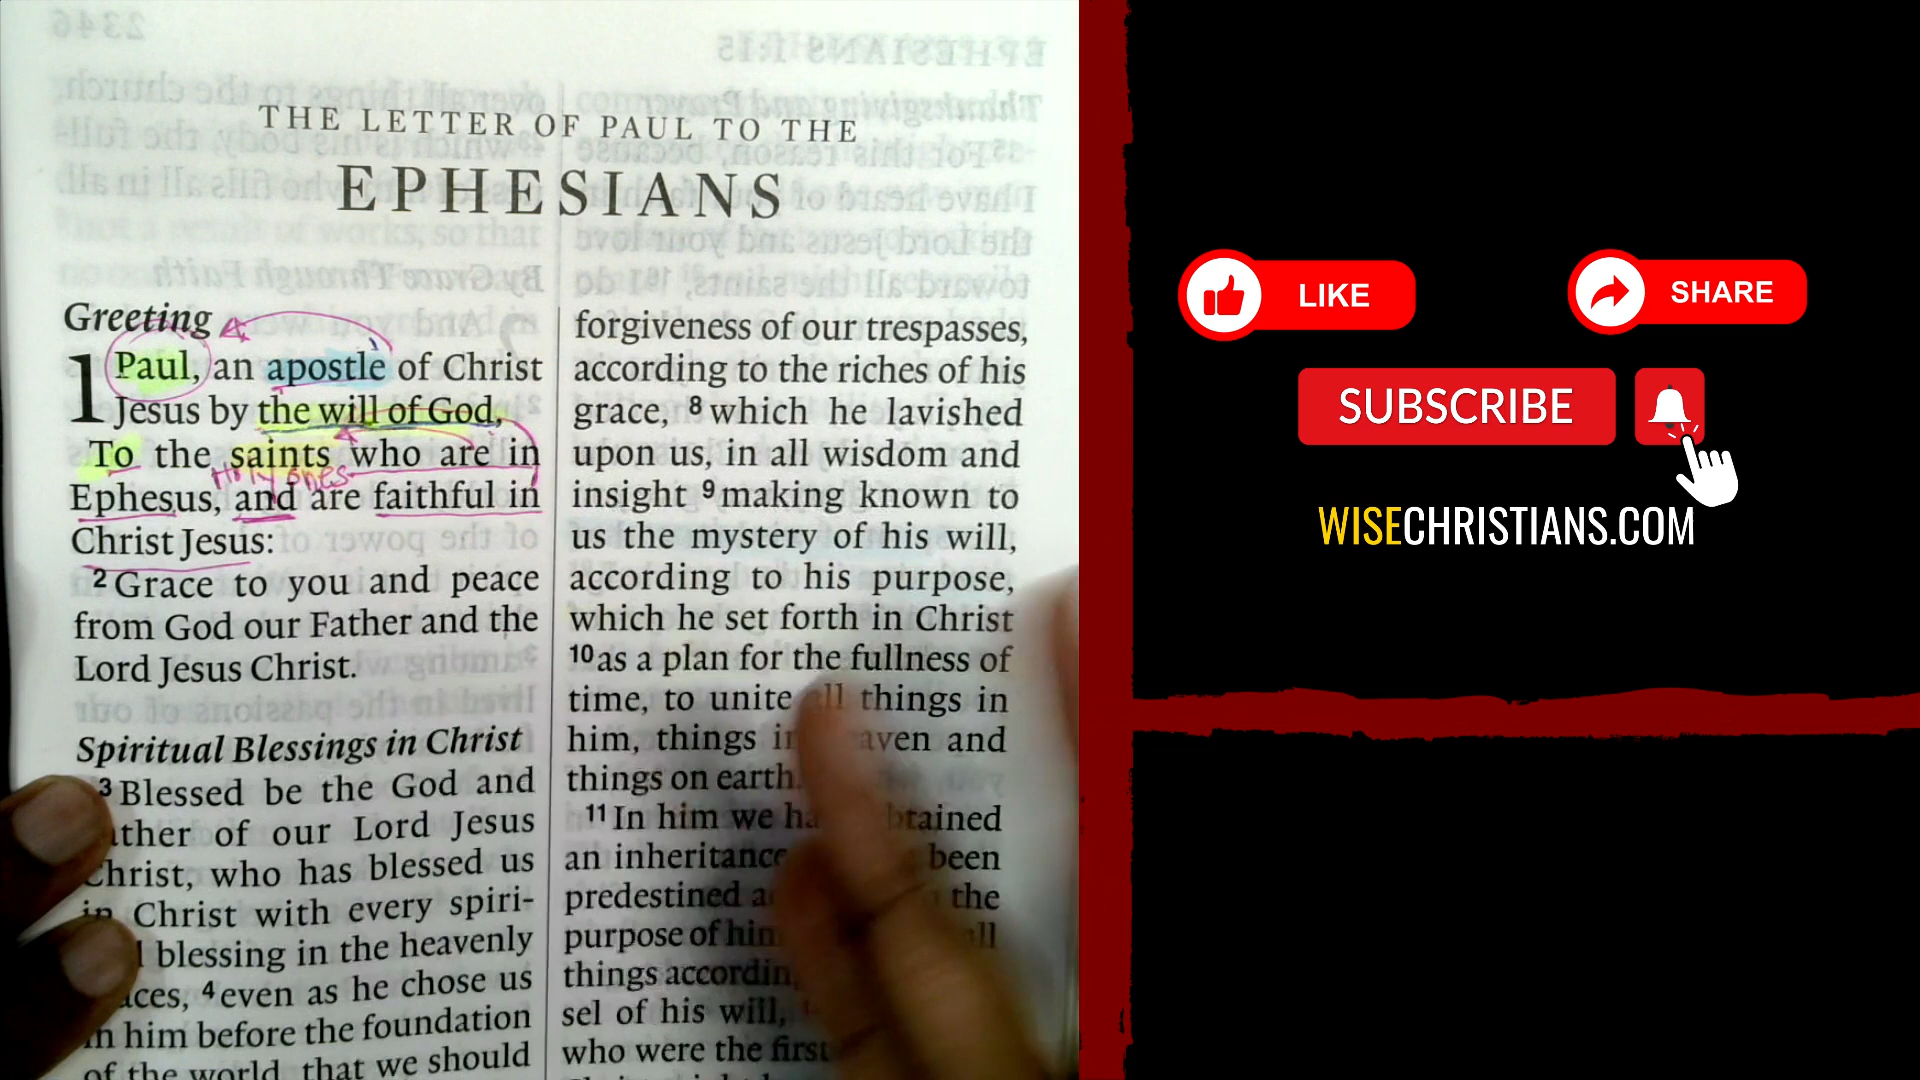 THE LETTER OF PAUL TO THE
EPHESIANS
Greeting
1 Paul, an apostle of Christ
Jesus by the will of God,
To the saints who are in
Holy ones
Ephesus, and are faithful in
Christ Jesus:
2 Grace to you and peace
from God our Father and the
Lord Jesus Christ.
Spiritual Blessings in Christ
3 Blessed be the God and
ther of our Lord Jesus
Christ, who has blessed us
in Christ with every spiri-
blessing in the heavenly
aces, 4 even as he chose us
in him before the foundation
of the world, that we should
forgiveness of our trespasses,
according to the riches of his
grace, 8 which he lavished
upon us, in all wisdom and
insight 9 making known to
us the mystery of his will,
according to his purpose,
which he set forth in Christ
10 as a plan for the fullness of
time, to unite all things in
him, things in aven and
things on earth.
11 In him we ha btained
an inheritance been
predestined a the
purpose of him all
things accordin
sel of his will,
who were the first
LIKE
SHARE
SUBSCRIBE
WISECHRISTIANS.COM